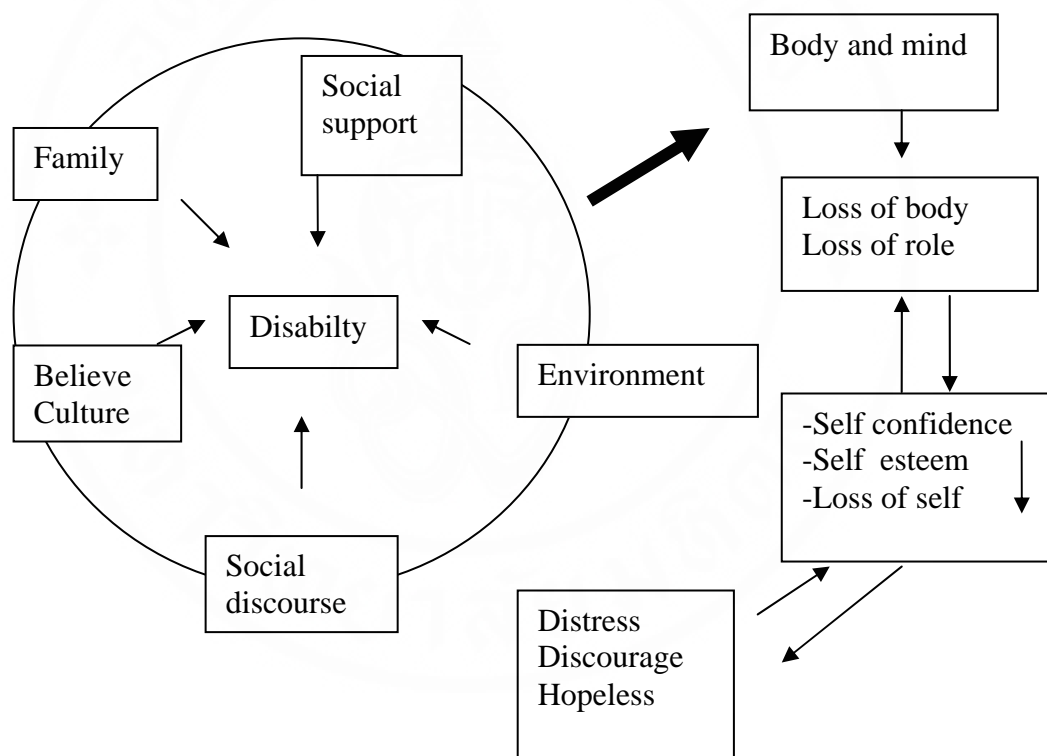 Social
support
Family
Disabilty
Believe
Culture
Environment
Social
discourse
Body and mind
Loss of body
Loss of role
-Self confidence
-Self esteem
-Loss of self
Distress
Discourage
Hopeless